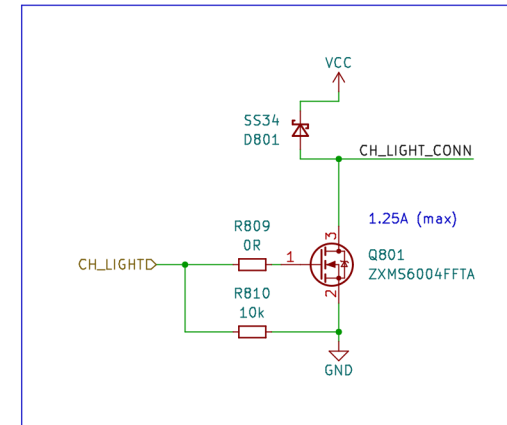 VCC
SS34
D801
CH_LIGHT_CONN
1.25A (max)
R809
0R
3
1
Q801
ZXMS6004FFTA
CH_LIGHT
R810
10k
2
GND